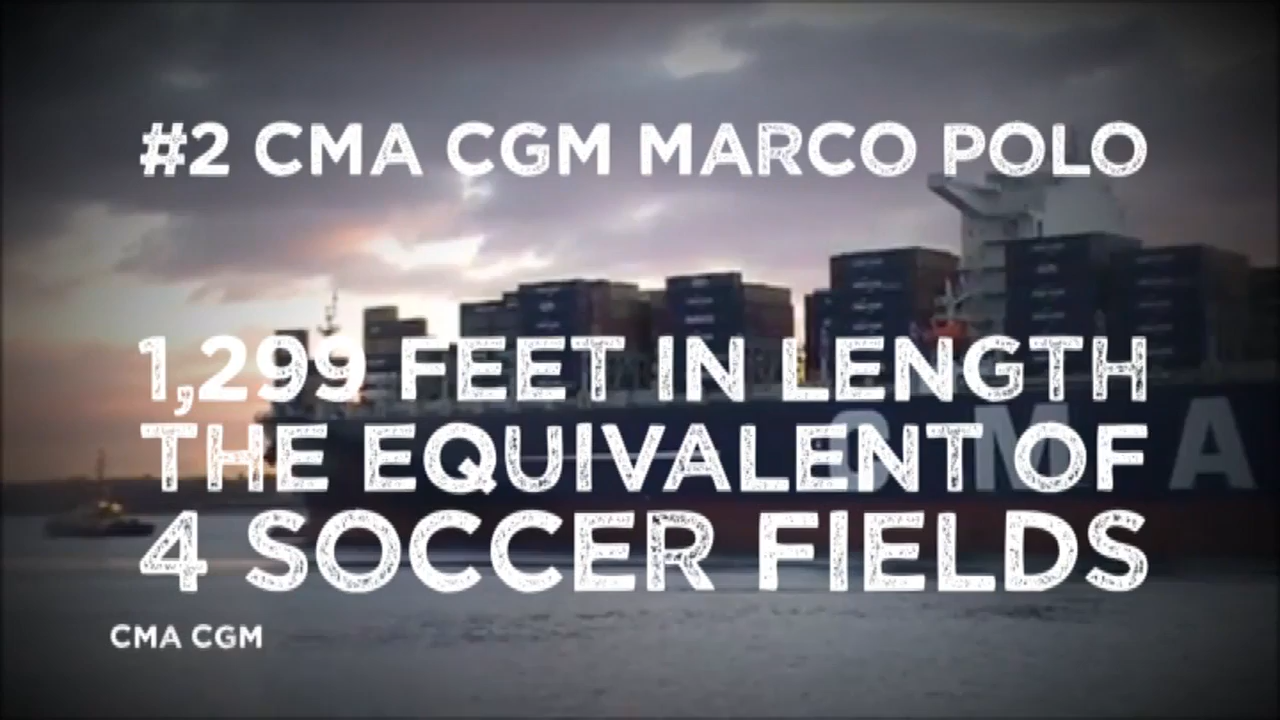 #2 CMA CGM MARCO POLO
1,299 FEET IN LENGTH
THE EQUIVALENT OF
4 SOCCER FIELDS
C M A
CMA CGM